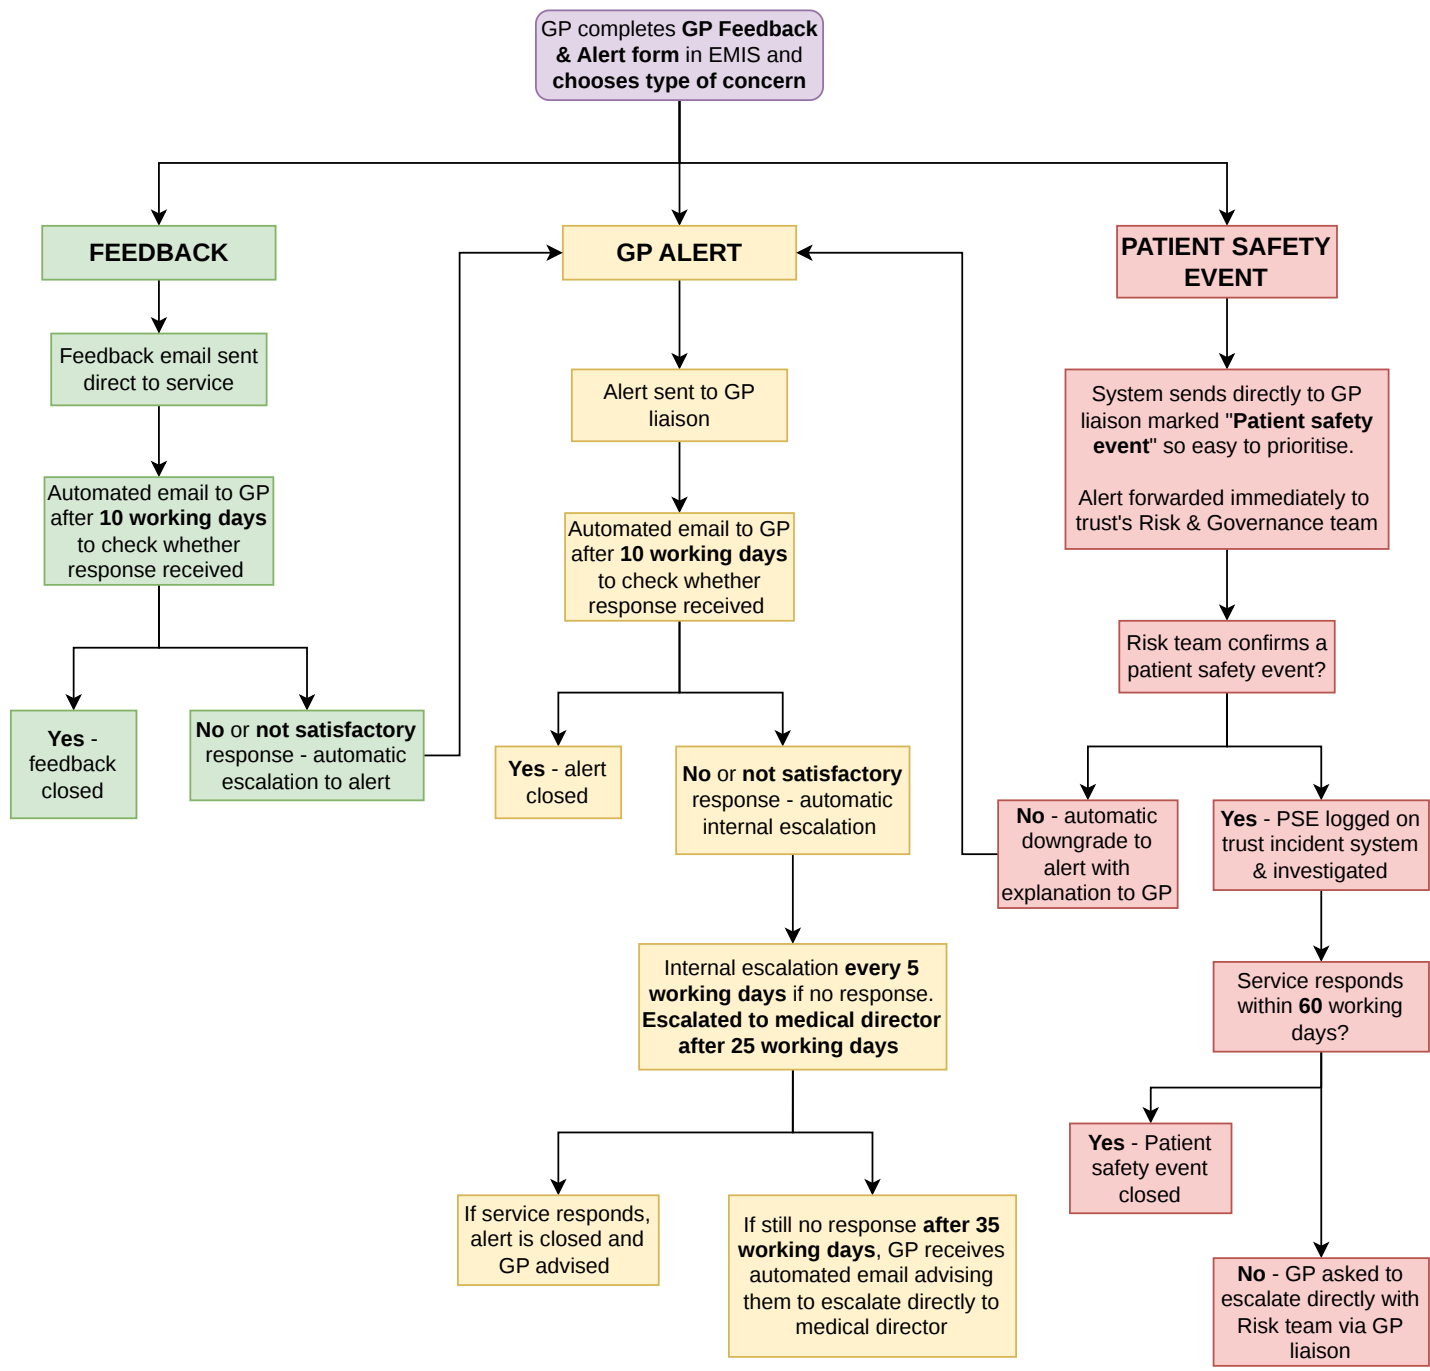 GP completes GP Feedback
& Alert form in EMIS and
chooses type of concern
FEEDBACK
Feedback email sent
direct to service
Automated email to GP
after 10 working days
to check whether
response received
Yes -
feedback
closed
No or not satisfactory
response - automatic
escalation to alert
GP ALERT
Alert sent to GP
liaison
Automated email to GP
after 10 working days
to check whether
response received
Yes - alert
closed
No or not satisfactory
response - automatic
internal escalation
Internal escalation every 5
working days if no response.
Escalated to medical director
after 25 working days
If service responds,
alert is closed and
GP advised
If still no response after 35
working days, GP receives
automated email advising
them to escalate directly to
medical director
PATIENT SAFETY
EVENT
System sends directly to GP
liaison marked "Patient safety
event" so easy to prioritise.
Alert forwarded immediately to
trust's Risk & Governance team
Risk team confirms a
patient safety event?
No - automatic
downgrade to
alert with
explanation to GP
Yes - PSE logged on
trust incident system
& investigated
Service responds
within 60 working
days?
Yes - Patient
safety event
closed
No - GP asked to
escalate directly with
Risk team via GP
liaison